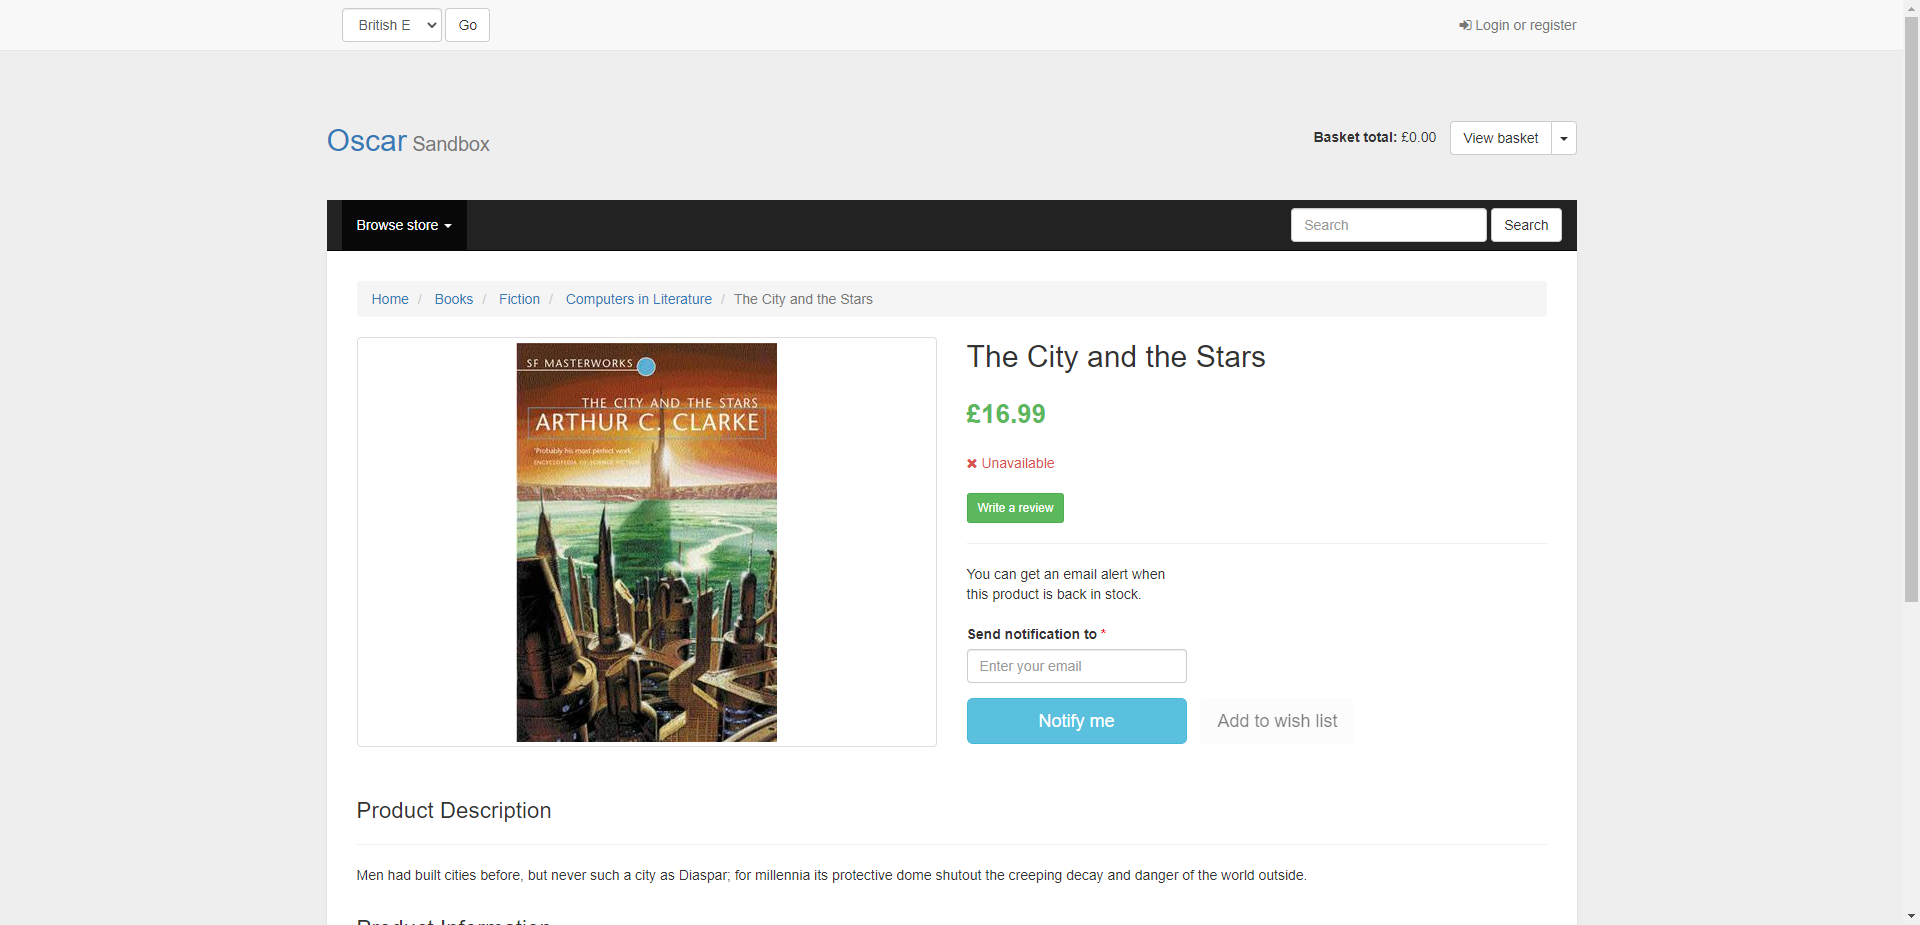 British E
Go
Login or register
Oscar Sandbox
Basket total: £0.00
View basket
Browse store
Search
Search
Home / Books / Fiction / Computers in Literature / The City and the Stars
SF MASTERWORKS
THE CITY AND THE STARS
ARTHUR C. CLARKE
'Probably his most perfect work'
ENCYCLOPEDIA OF SCIENCE FICTION
The City and the Stars
£16.99
Unavailable
Write a review
You can get an email alert when
this product is back in stock.
Send notification to *
Enter your email
Notify me
Add to wish list
Product Description
Men had built cities before, but never such a city as Diaspar; for millennia its protective dome shutout the creeping decay and danger of the world outside.
Product Information